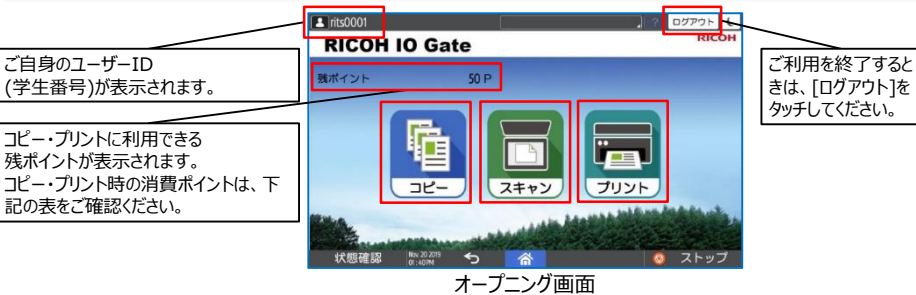 rits0001
?
ログアウト
RICOH IO Gate
RICOH
残ポイント 50 P
コピー
スキャン
プリント
状態確認
Nov 20 2019
01:40PM
ストップ
ご自身のユーザーID
(学生番号)が表示されます。
コピー・プリントに利用できる
残ポイントが表示されます。
コピー・プリント時の消費ポイントは、下
記の表をご確認ください。
ご利用を終了すると
きは、[ログアウト]を
タッチしてください。
オープニング画面